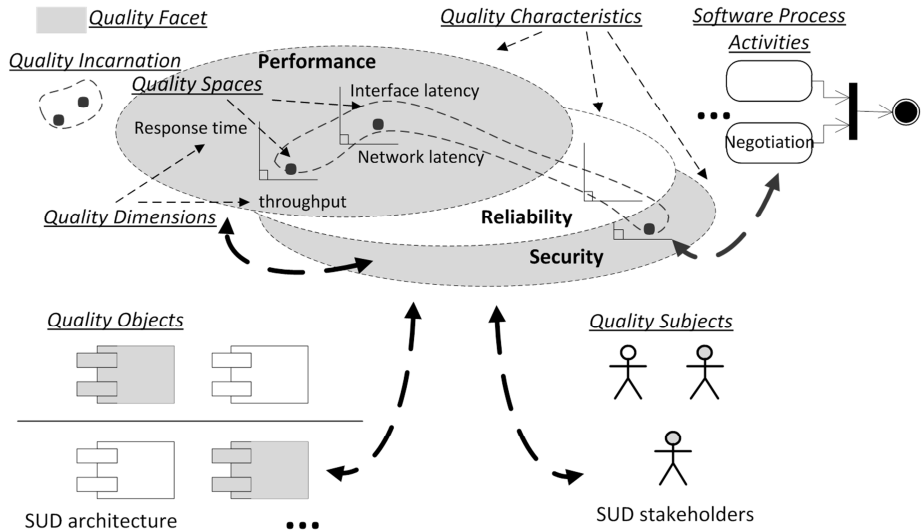 Quality Facet
Quality Characteristics
Software Process
Activities
Quality Incarnation
Performance
Quality Spaces
Interface latency
Response time
Negotiation
Network latency
Quality Dimensions
throughput
Reliability
Security
Quality Objects
Quality Subjects
SUD architecture
SUD stakeholders